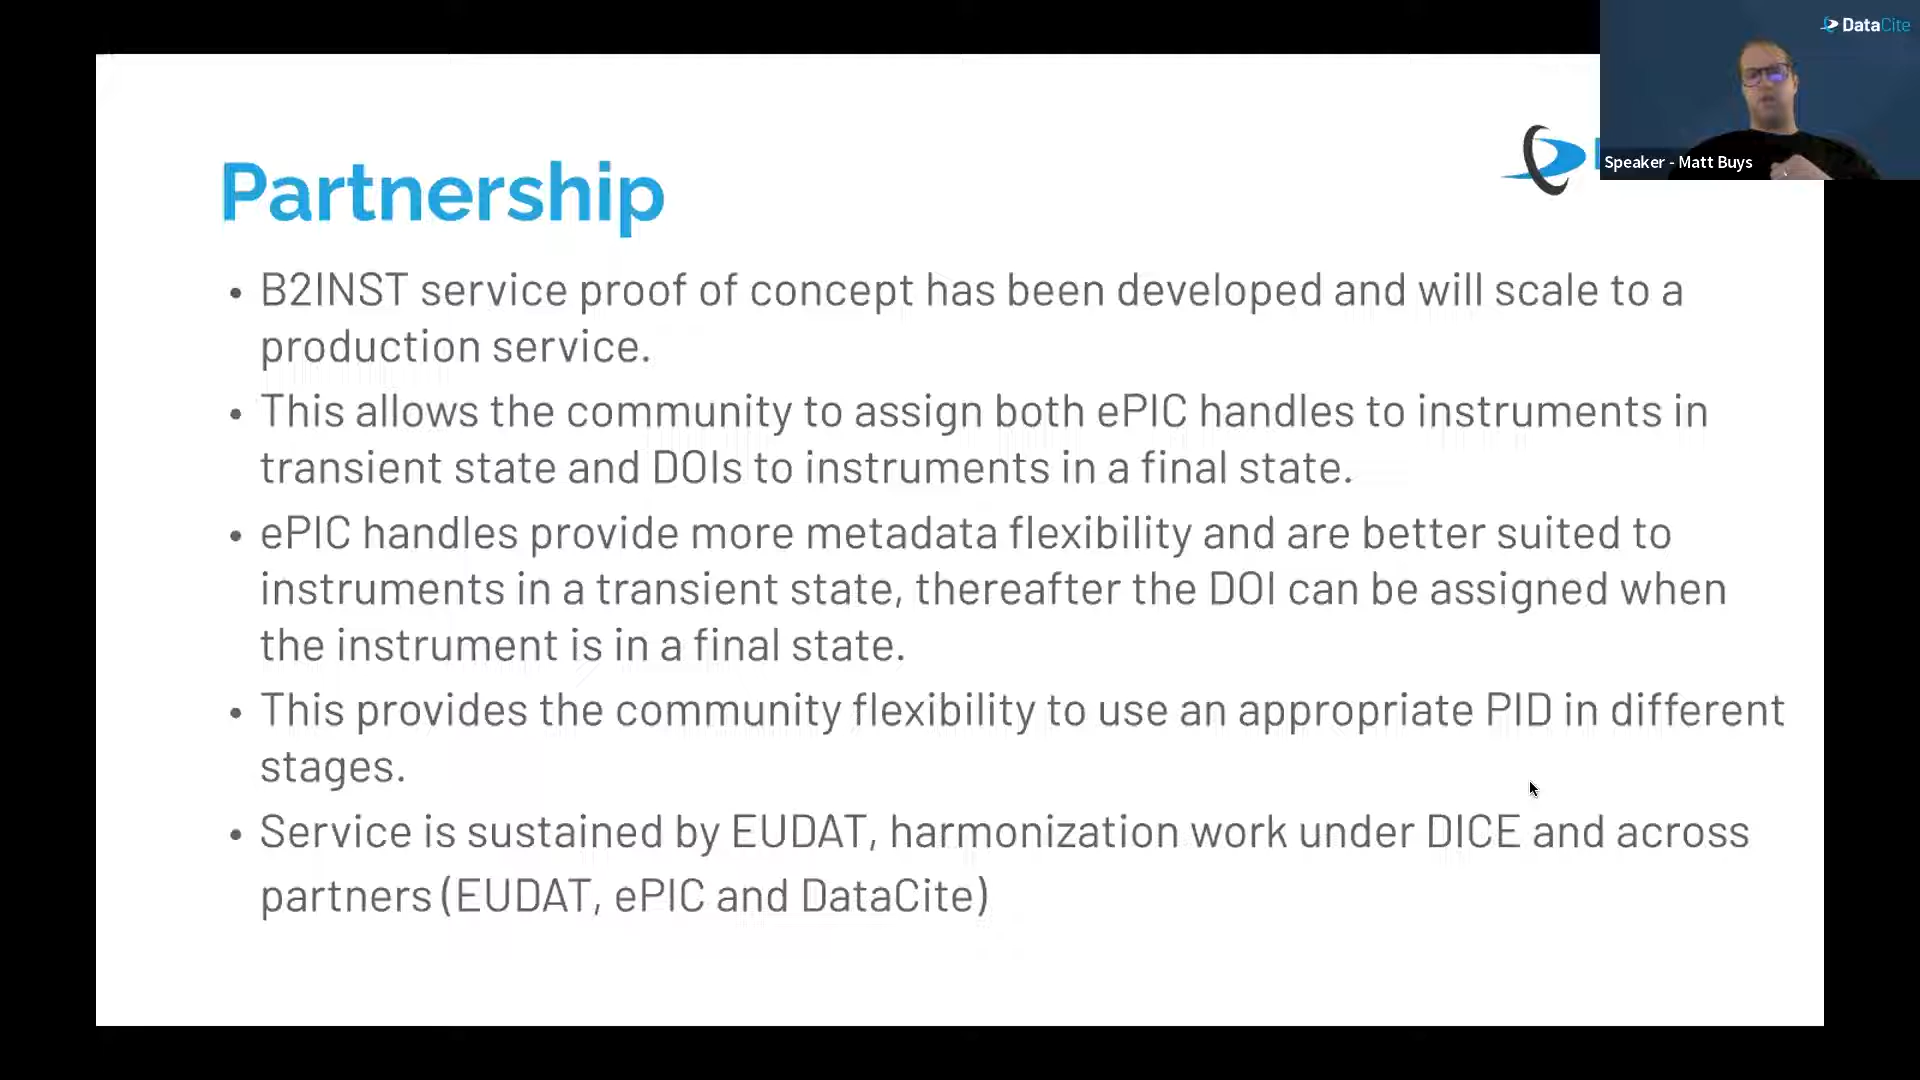 DataCite
Speaker - Matt Buys
Partnership
• B2INST service proof of concept has been developed and will scale to a
production service.
• This allows the community to assign both ePIC handles to instruments in
transient state and DOIs to instruments in a final state.
• ePIC handles provide more metadata flexibility and are better suited to
instruments in a transient state, thereafter the DOI can be assigned when
the instrument is in a final state.
• This provides the community flexibility to use an appropriate PID in different
stages.
• Service is sustained by EUDAT, harmonization work under DICE and across
partners (EUDAT, ePIC and DataCite)